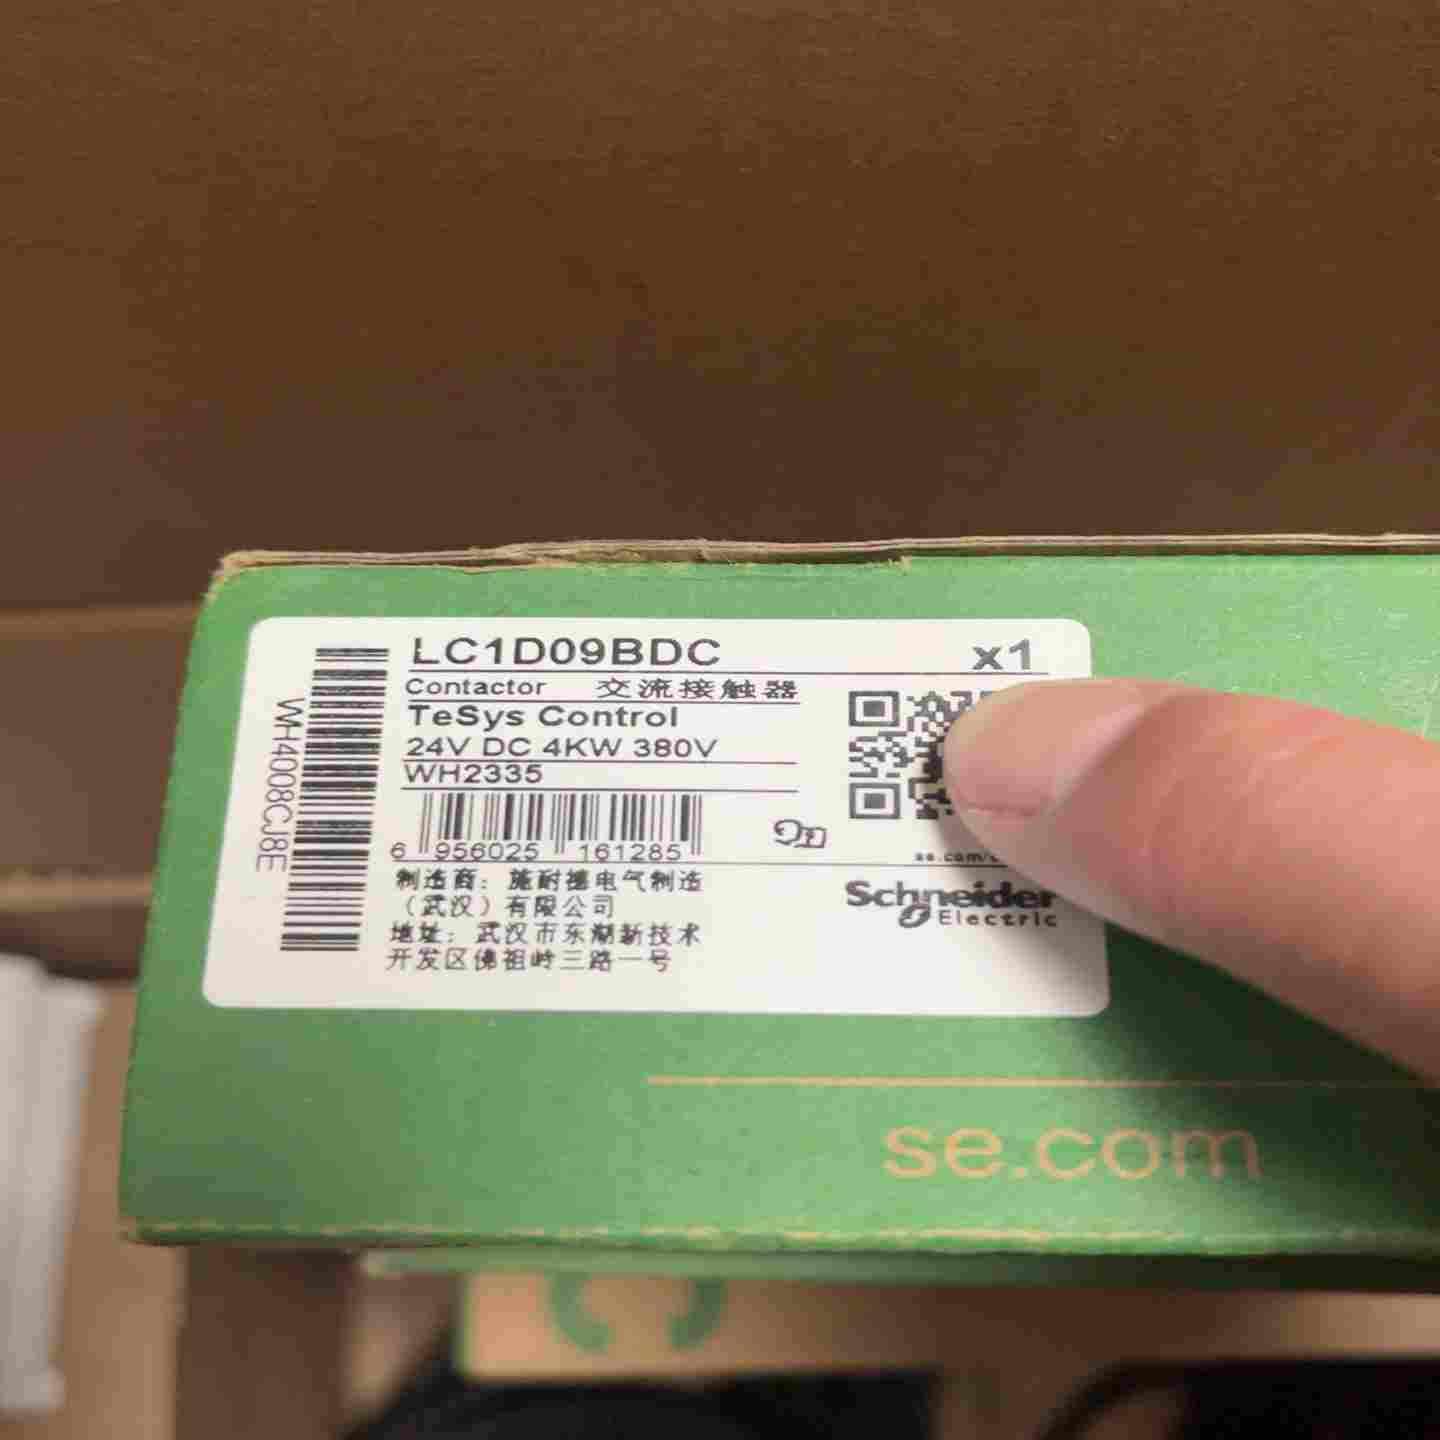 LC1D09BDC x1
Contactor 交流接触器
TeSys Control
24V DC 4KW 380V
WH2335
WH4008CJ8E
6 956025 161285
se.com/
制造商：施耐德电气制造
（武汉）有限公司
地址：武汉市东湖新技术
开发区佛祖岭三路一号
Schneider
Electric
se.com